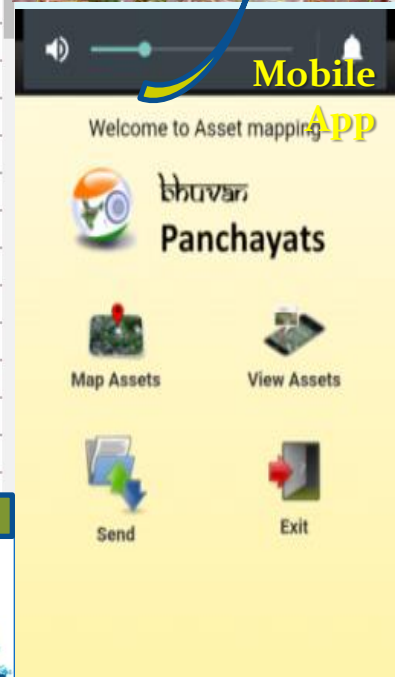 Mobile
App
Welcome to Asset mapping
bhuvan
Panchayats
Map Assets
View Assets
Send
Exit